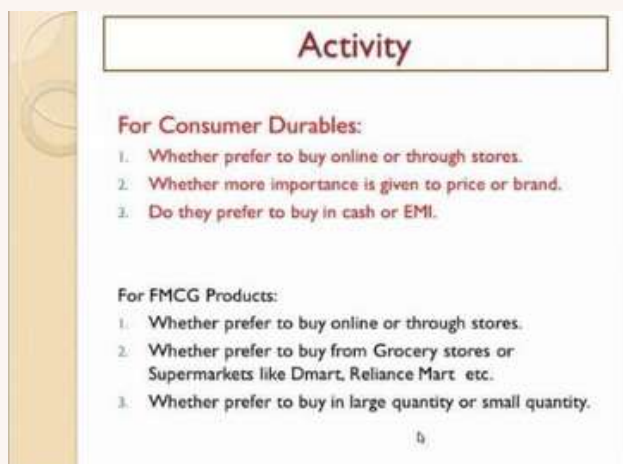 Activity
For Consumer Durables:
1. Whether prefer to buy online or through stores.
2. Whether more importance is given to price or brand.
3. Do they prefer to buy in cash or EMI.
For FMCG Products:
1. Whether prefer to buy online or through stores.
2. Whether prefer to buy from Grocery stores or
Supermarkets like Dmart, Reliance Mart etc.
3. Whether prefer to buy in large quantity or small quantity.